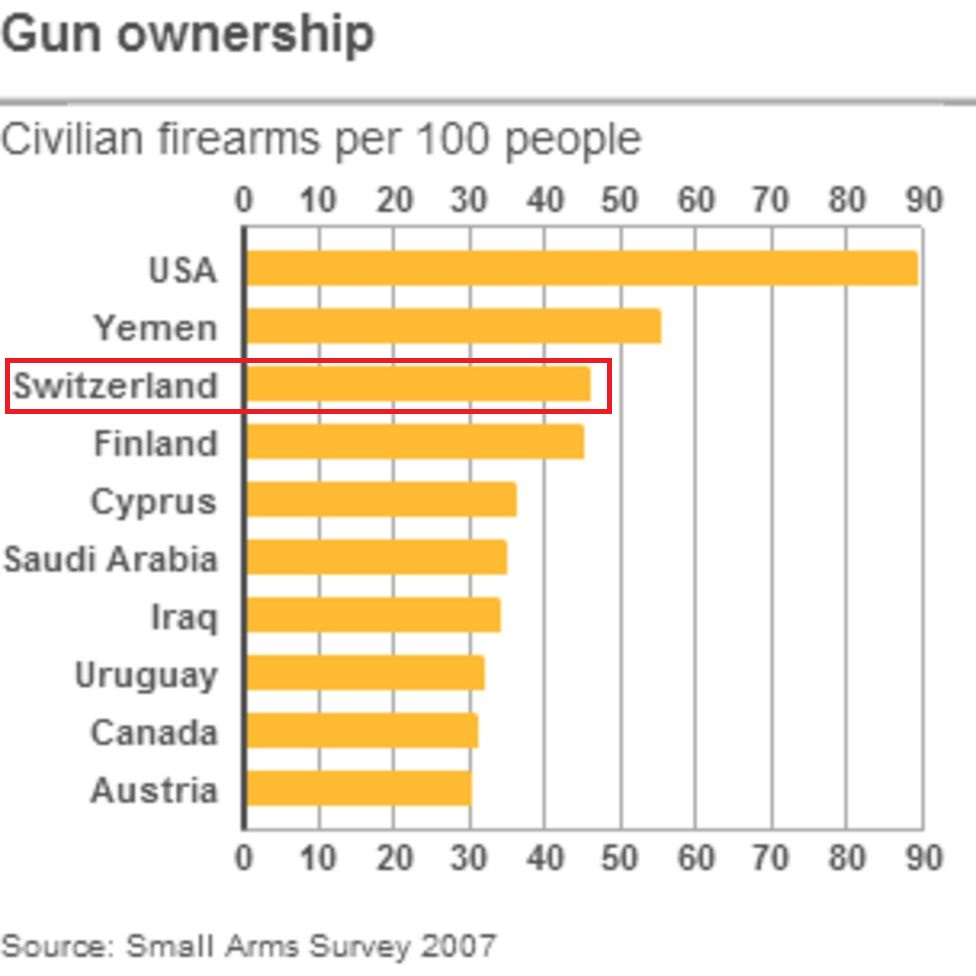 Gun ownership
Civilian firearms per 100 people
0 10 20 30 40 50 60 70 80 90
USA
Yemen
Switzerland
Finland
Cyprus
Saudi Arabia
Iraq
Uruguay
Canada
Austria
0 10 20 30 40 50 60 70 80 90
Source: Small Arms Survey 2007